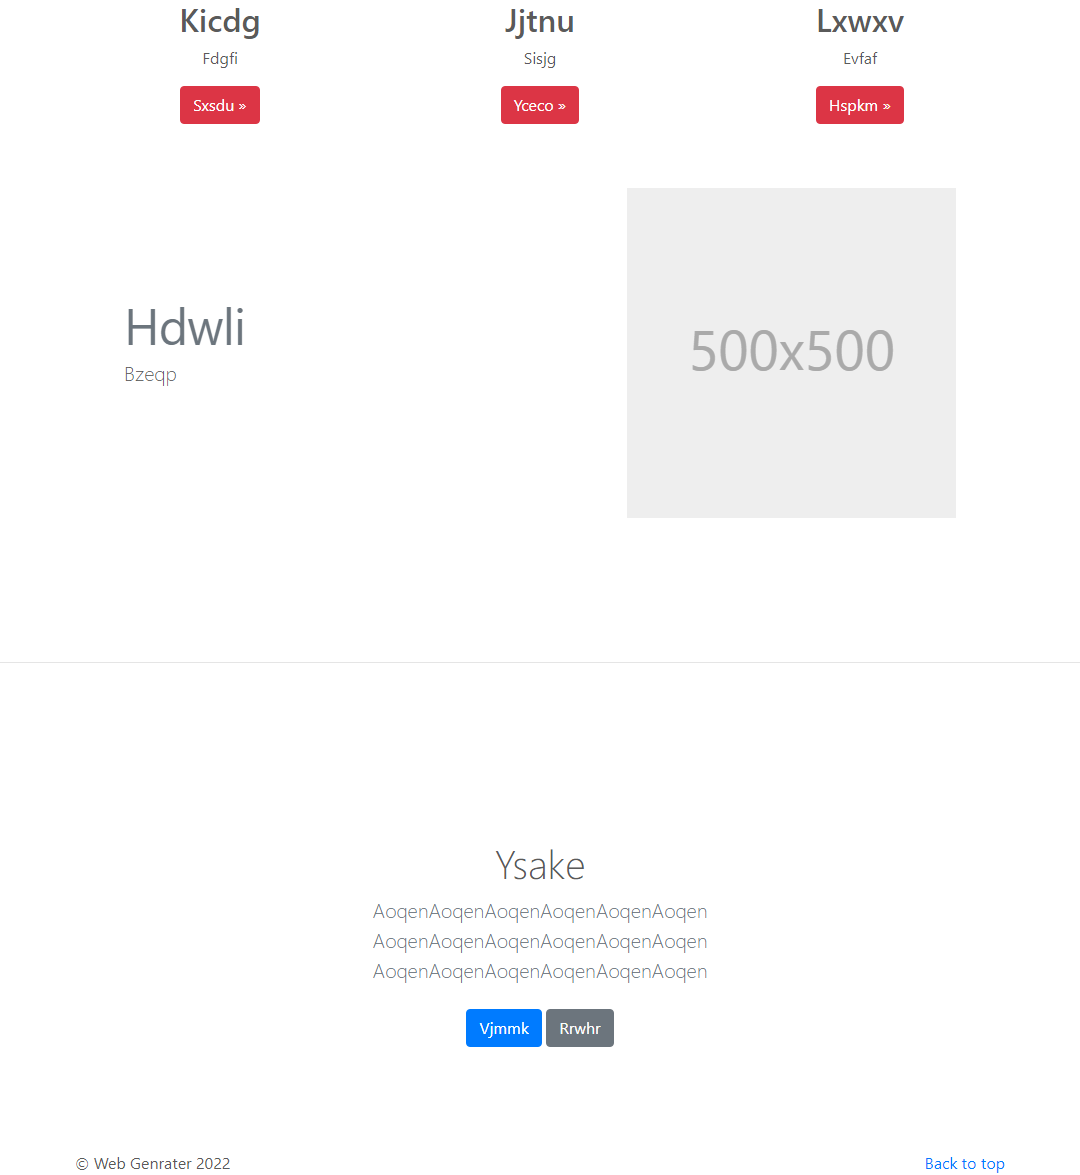 Kicdg
Fdgfi
Sxsdu »
Jjtnu
Sisjg
Yceco »
Lxwxv
Evfaf
Hspkm »
Hdwli
Bzeqp
500x500
Ysake
AoqenAoqenAoqenAoqenAoqenAoqen
AoqenAoqenAoqenAoqenAoqenAoqen
AoqenAoqenAoqenAoqenAoqenAoqen
Vjmmk
Rrwhr
© Web Genrater 2022
Back to top